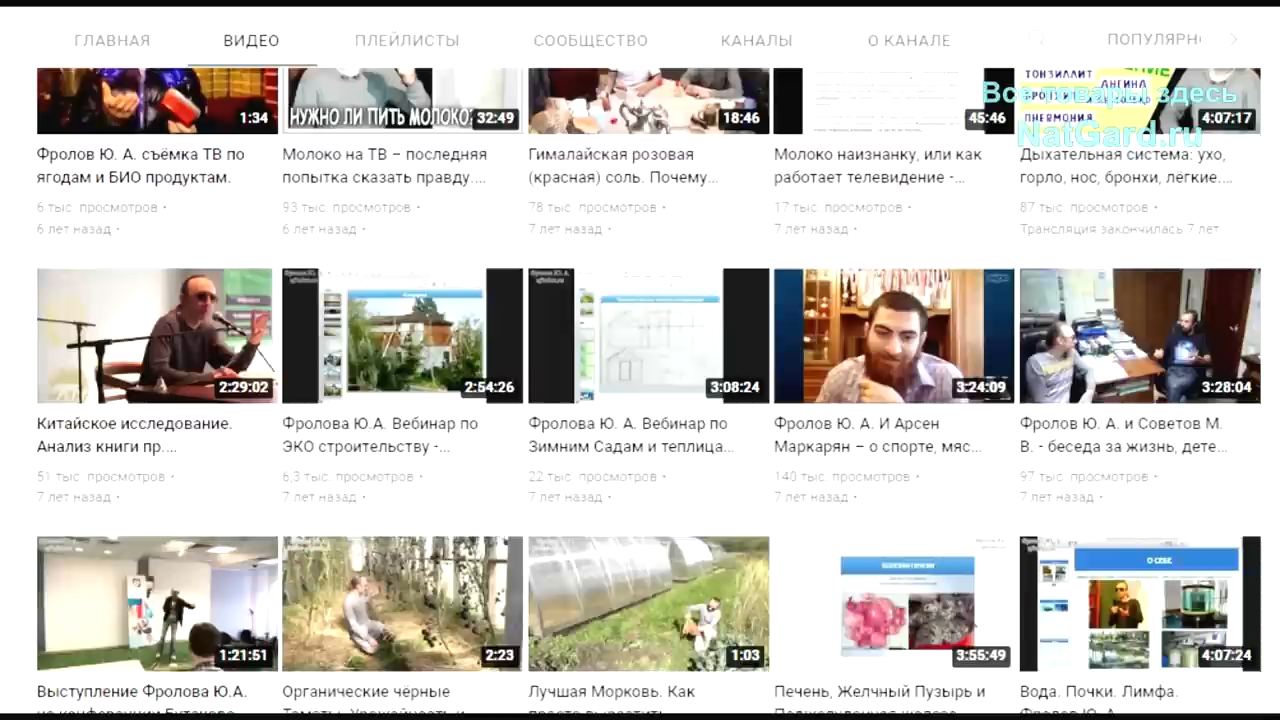 ГЛАВНАЯ ВИДЕО ПЛЕЙЛИСТЫ СООБЩЕСТВО КАНАЛЫ О КАНАЛЕ ПОПУЛЯРН
ТОНЗИЛЛИТ
АНГИНА
Все товары здесь
ПНЕВМОНИЯ
NatGard.ru
НУЖНО ЛИ ПИТЬ МОЛОКО?
1:34 32:49 18:46 45:46 4:07:17
Фролов Ю. А. съёмка ТВ по
ягодам и БИО продуктам.
6 тыс. просмотров •
6 лет назад •
Молоко на ТВ – последняя
попытка сказать правду....
93 тыс. просмотров •
6 лет назад •
Гималайская розовая
(красная) соль. Почему...
78 тыс. просмотров •
7 лет назад •
Молоко наизнанку, или как
работает телевидение -...
17 тыс. просмотров •
7 лет назад •
Дыхательная система: ухо,
горло, нос, бронхи, лёгкие....
87 тыс. просмотров •
Трансляция закончилась 7 лет
2:29:02 2:54:26 3:08:24 3:24:09 3:28:04
Китайское исследование.
Анализ книги пр....
51 тыс. просмотров •
7 лет назад •
Фролова Ю.А. Вебинар по
ЭКО строительству -...
6,3 тыс. просмотров •
7 лет назад •
Фролова Ю. А. Вебинар по
Зимним Садам и теплица...
22 тыс. просмотров •
7 лет назад •
Фролов Ю. А. И Арсен
Маркарян – о спорте, мяс...
140 тыс. просмотров •
7 лет назад •
Фролов Ю. А. и Советов М.
В. - беседа за жизнь, дете...
97 тыс. просмотров •
7 лет назад •
О СЕБЕ
1:21:51 2:23 1:03 3:55:49 4:07:24
Выступление Фролова Ю.А.
Органические чёрные
Лучшая Морковь. Как
Печень, Желчный Пузырь и
Вода. Почки. Лимфа.